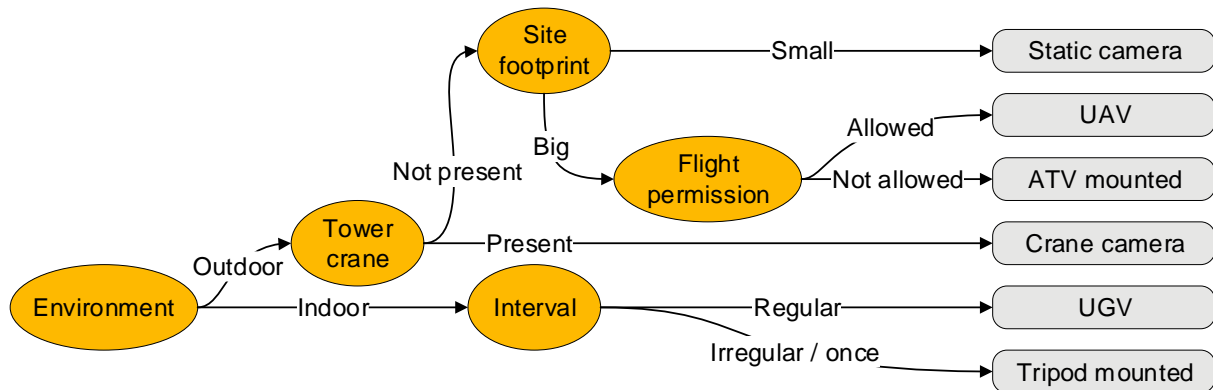 Site
footprint
Small
Static camera
Allowed
UAV
Big
Flight
permission
Not allowed
ATV mounted
Not present
Tower
crane
Present
Crane camera
Outdoor
Environment
Indoor
Interval
Regular
UGV
Irregular / once
Tripod mounted